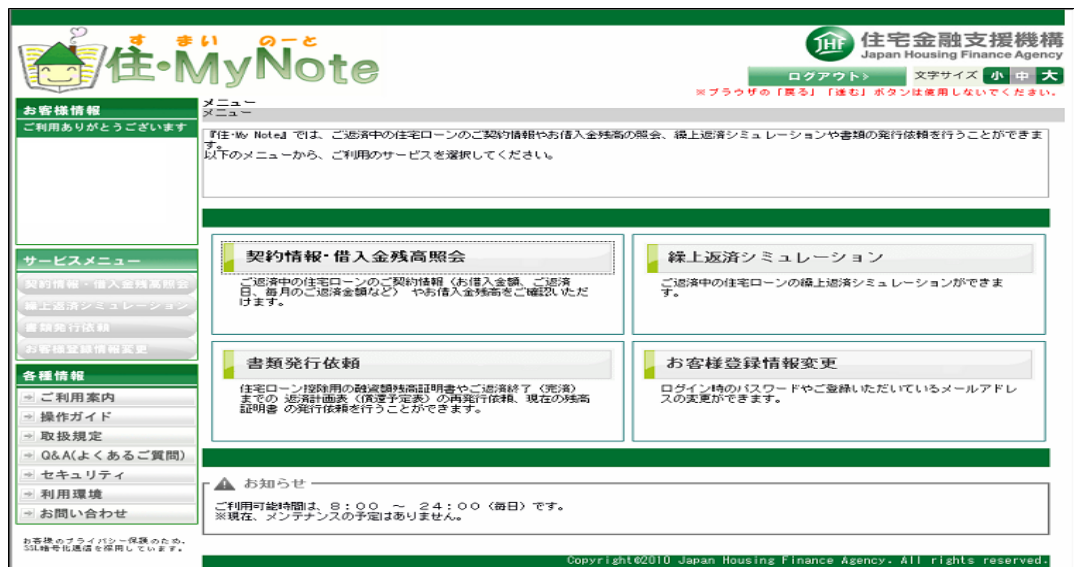 すまいのーと
住・MyNote
JHF 住宅金融支援機構
Japan Housing Finance Agency
ログアウト> 文字サイズ 小 中 大
※ブラウザの「戻る」「進む」ボタンは使用しないでください。
お客様情報
ご利用ありがとうございます
メニュー
メニュー
『住・My Note』では、ご返済中の住宅ローンのご契約情報やお借入金残高の照会、繰上返済シミュレーションや書類の発行依頼を行うことができま
す。
以下のメニューから、ご利用のサービスを選択してください。
サービスメニュー
契約情報・借入金残高照会
繰上返済シミュレーション
書類発行依頼
お客様登録情報変更
契約情報・借入金残高照会
ご返済中の住宅ローンのご契約情報（お借入金額、ご返済
日、毎月のご返済金額など） やお借入金残高をご確認いただ
けます。
繰上返済シミュレーション
ご返済中の住宅ローンの繰上返済シミュレーションができま
す。
書類発行依頼
住宅ローン控除用の融資額残高証明書やご返済終了（完済）
までの 返済計画表（償還予定表）の再発行依頼、現在の残高
証明書 の発行依頼を行うことができます。
お客様登録情報変更
ログイン時のパスワードやご登録いただいているメールアドレ
スの変更ができます。
各種情報
ご利用案内
操作ガイド
取扱規定
Q&A(よくあるご質問)
セキュリティ
利用環境
お問い合わせ
お客様のプライバシー保護のため、
SSL暗号化通信を採用しています。
お知らせ
ご利用可能時間は、８：００ ～ ２４：００（毎日）です。
※現在、メンテナンスの予定はありません。
Copyright©2010 Japan Housing Finance Agency. All rights reserved.